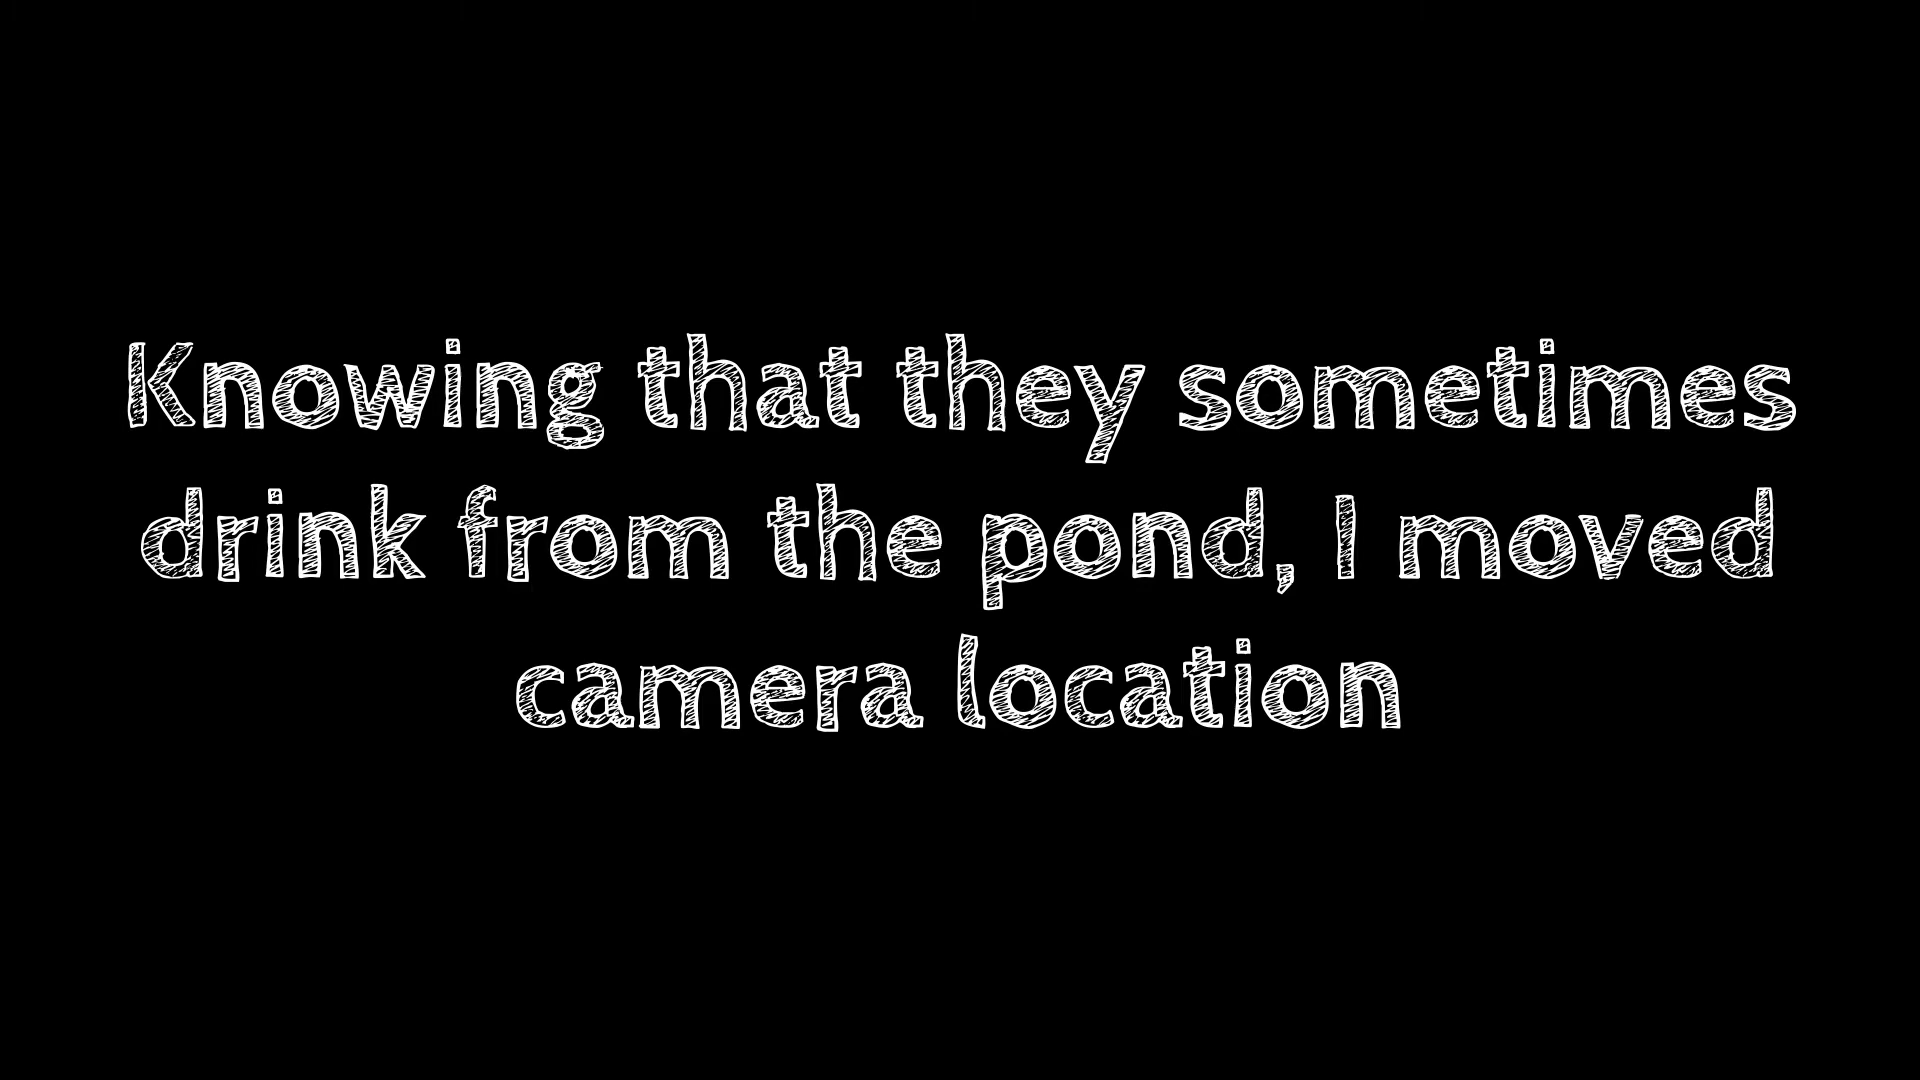 Knowing that they sometimes
drink from the pond, I moved
camera location